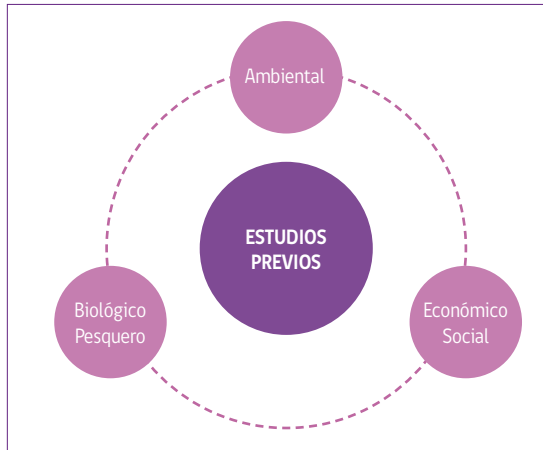 Ambiental
ESTUDIOS
PREVIOS
Biológico
Pesquero
Económico
Social